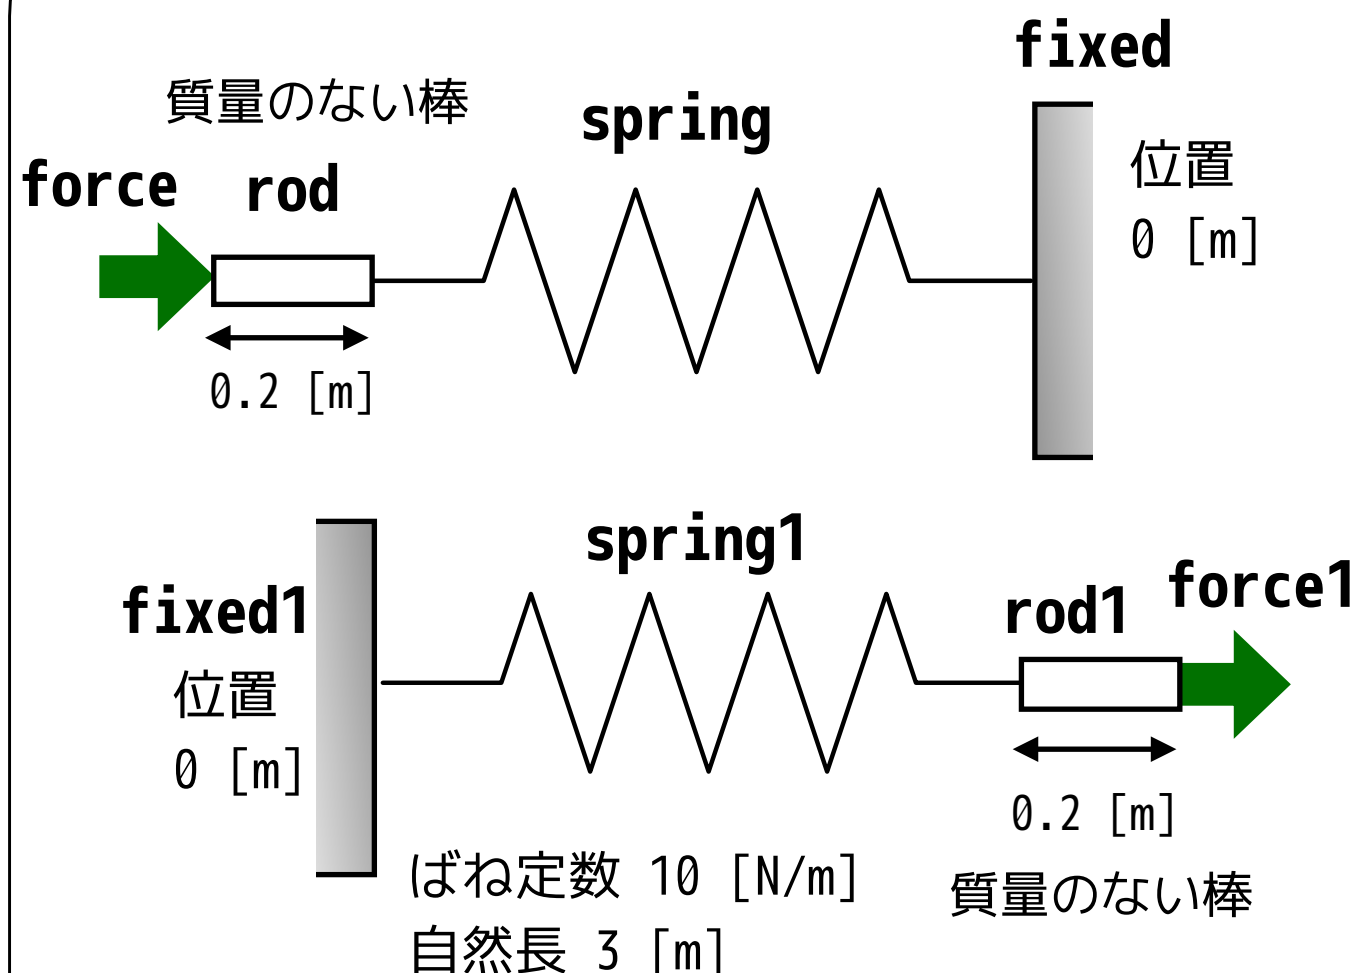 fixed
質量のない棒
spring
force
rod
位置
0 [m]
0.2 [m]
spring1
fixed1
rod1
force1
位置
0 [m]
0.2 [m]
ばね定数 10 [N/m]
質量のない棒
自然長 3 [m]